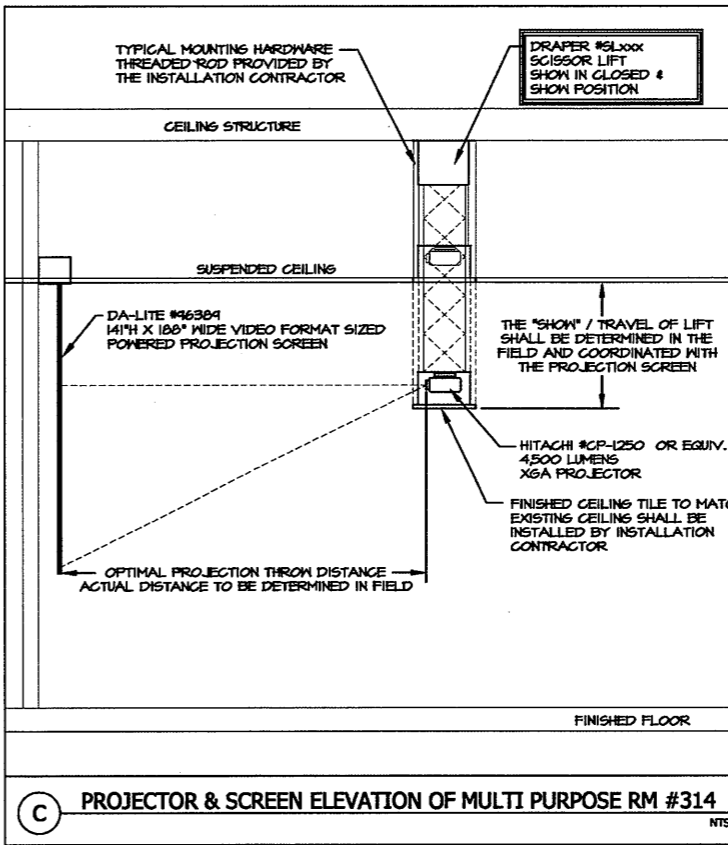 TYPICAL MOUNTING HARDWARE
THREADED ROD PROVIDED BY
THE INSTALLATION CONTRACTOR
DRAPER #SLXXX
SCISSOR LIFT
SHOW IN CLOSED &
SHOW POSITION
CEILING STRUCTURE
SUSPENDED CEILING
DA-LITE #96384
141"H X 188" WIDE VIDEO FORMAT SIZED
POWERED PROJECTION SCREEN
THE "SHOW" / TRAVEL OF LIFT
SHALL BE DETERMINED IN THE
FIELD AND COORDINATED WITH
THE PROJECTION SCREEN
HITACHI #CP-1250 OR EQUIV.
4,500 LUMENS
XGA PROJECTOR
FINISHED CEILING TILE TO MATC
EXISTING CEILING SHALL BE
INSTALLED BY INSTALLATION
CONTRACTOR
OPTIMAL PROJECTION THROW DISTANCE
ACTUAL DISTANCE TO BE DETERMINED IN FIELD
FINISHED FLOOR
C PROJECTOR & SCREEN ELEVATION OF MULTI PURPOSE RM #314
NTS